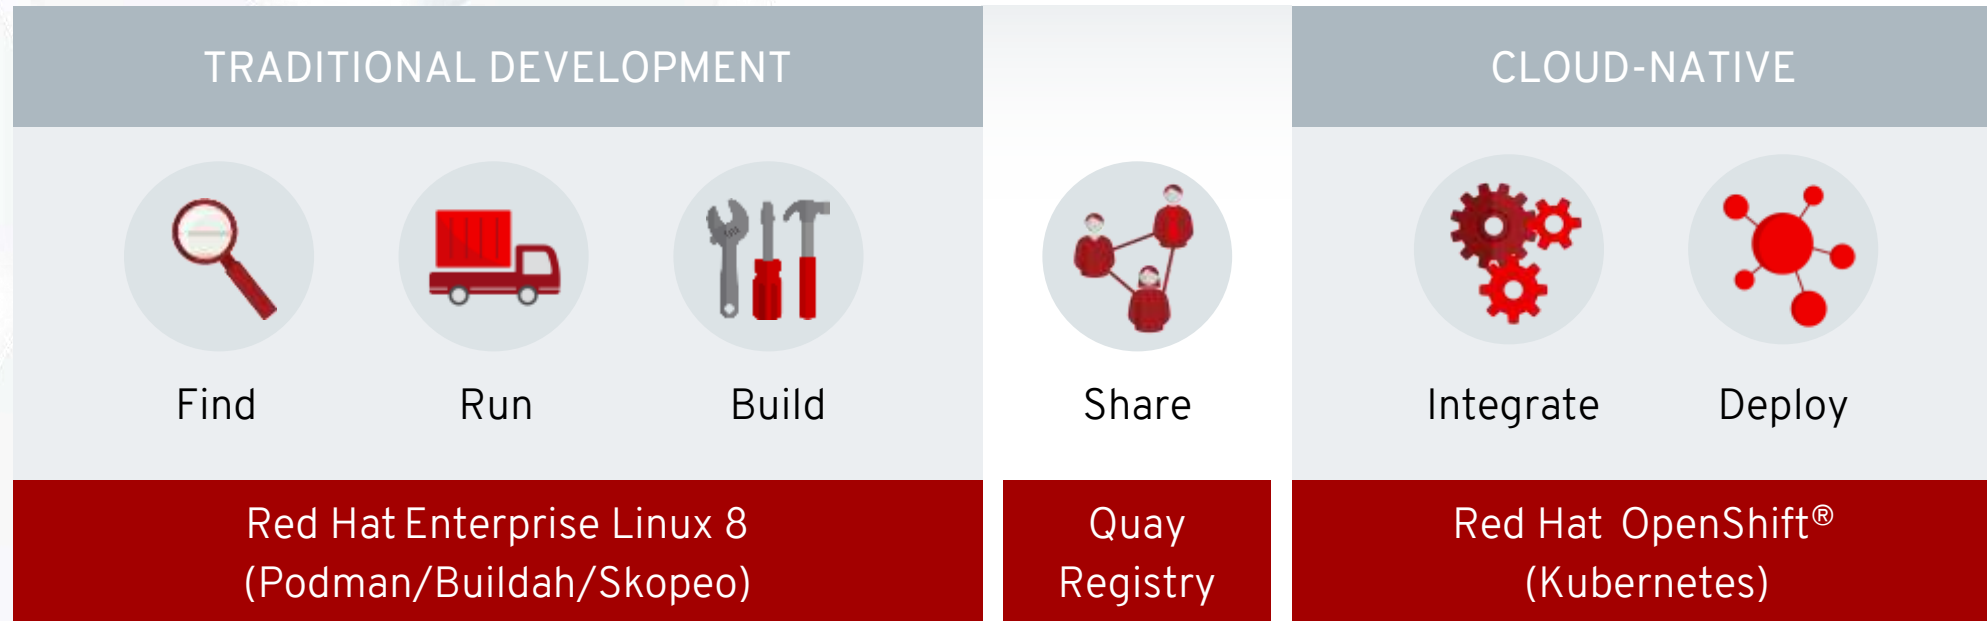 TRADITIONAL DEVELOPMENT
CLOUD-NATIVE
Find
Run
Build
Share
Integrate
Deploy
Red Hat Enterprise Linux 8
(Podman/Buildah/Skopeo)
Quay
Registry
Red Hat OpenShift®
(Kubernetes)